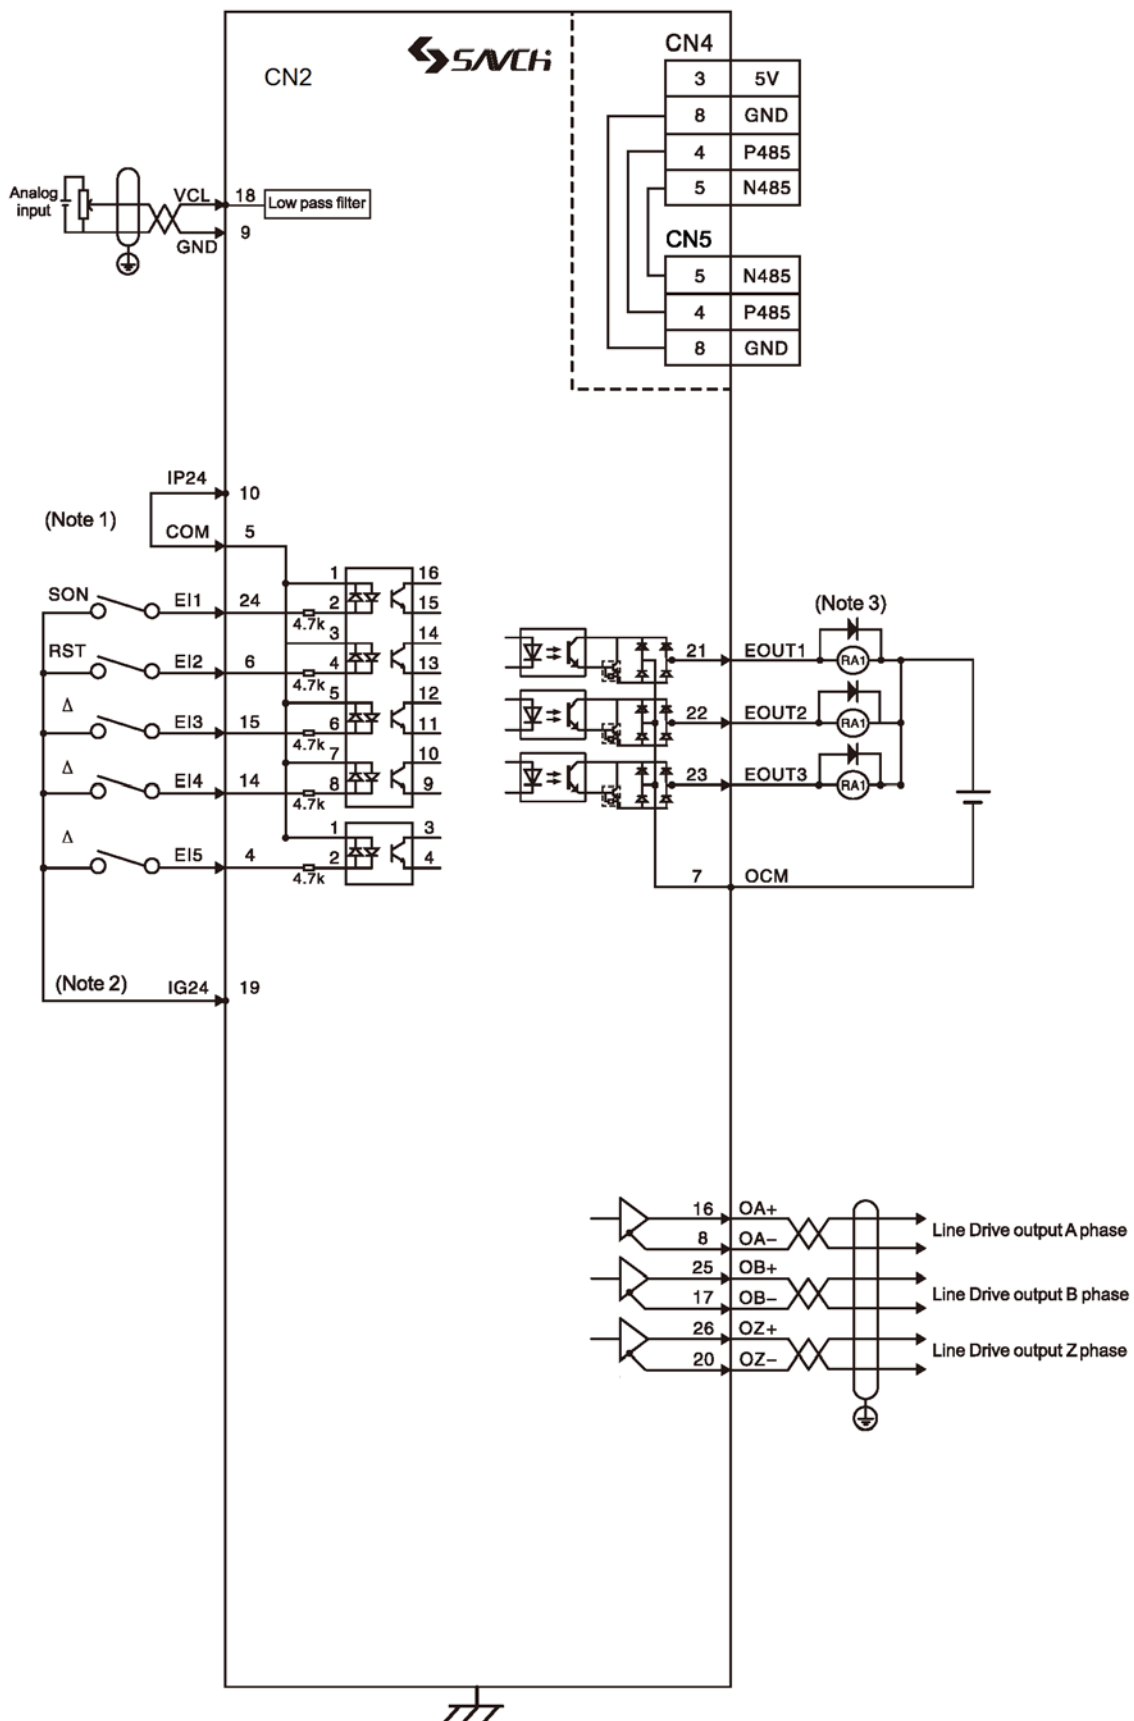 SAVCH
CN2
CN4
3 5V
8 GND
4 P485
5 N485
CN5
5 N485
4 P485
8 GND
Analog
input
VCL 18 Low pass filter
GND 9
IP24 10
(Note 1)
COM 5
SON EI1 24 4.7k 1 2 16 15
RST EI2 6 4.7k 3 4 14 13
Δ EI3 15 4.7k 5 6 12 11
Δ EI4 14 4.7k 7 8 10 9
Δ EI5 4 4.7k 1 2 3 4
(Note 2) IG24 19
(Note 3)
21 EOUT1 RA1
22 EOUT2 RA1
23 EOUT3 RA1
7 OCM
16 OA+
8 OA−
Line Drive output A phase
25 OB+
17 OB−
Line Drive output B phase
26 OZ+
20 OZ−
Line Drive output Z phase